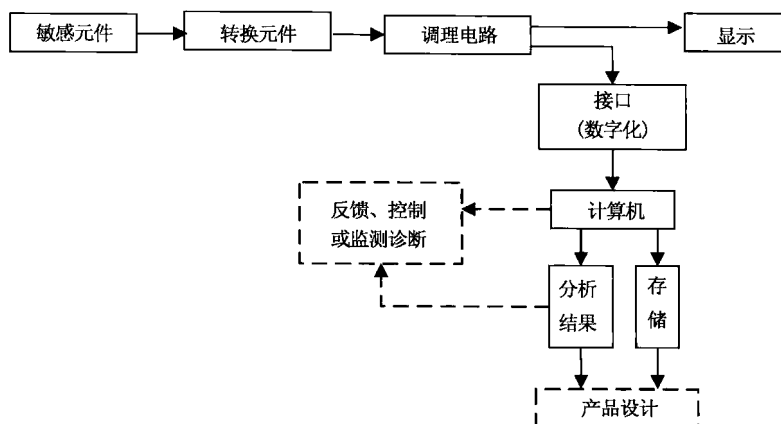 敏感元件
转换元件
调理电路
显示
接口
(数字化)
反馈、控制
或监测诊断
计算机
分析
结果
存
储
产品设计